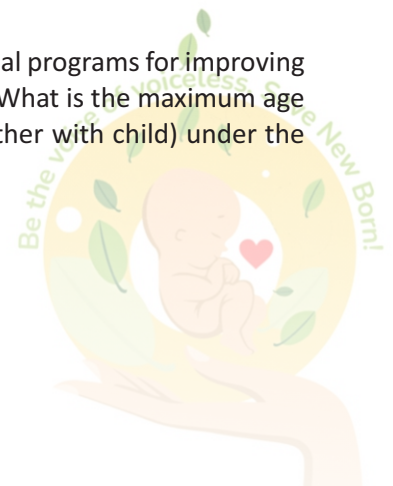 al programs for improving
What is the maximum age
ther with child) under the
Be the voice of voiceless, Save New Born!